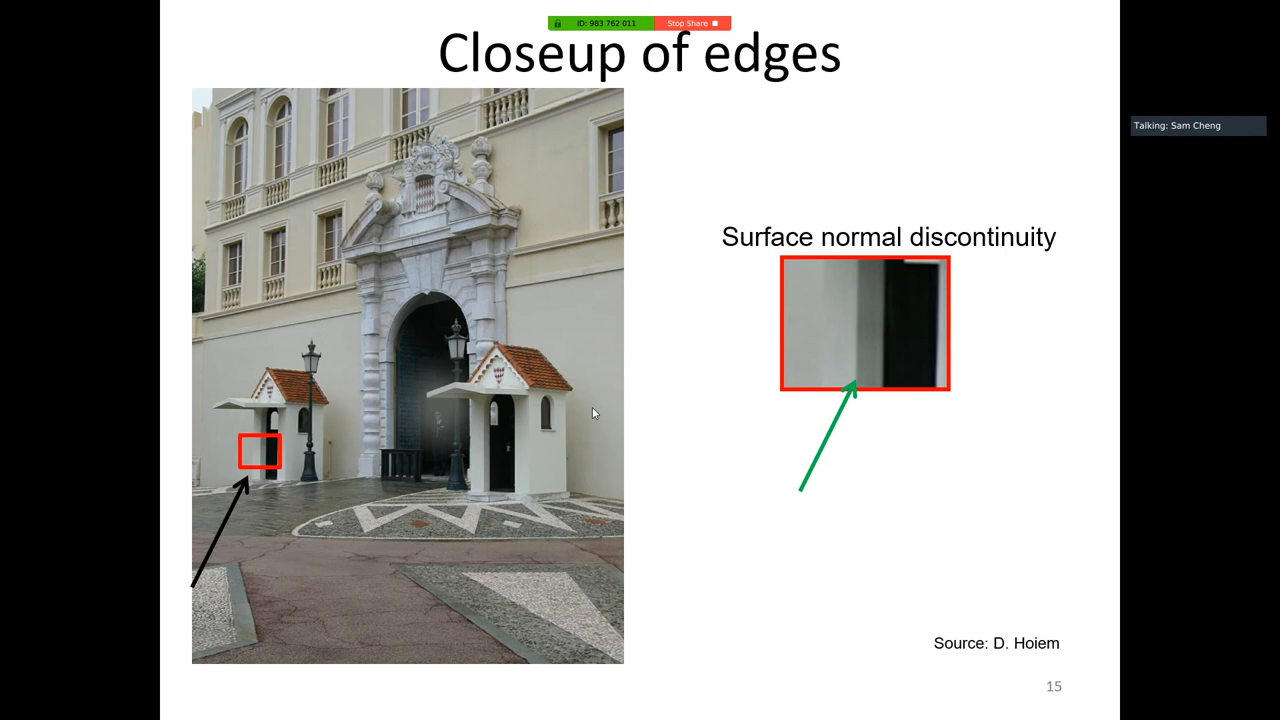 ID: 983 762 011 Stop Share
Closeup of edges
Talking: Sam Cheng
Surface normal discontinuity
Source: D. Hoiem
15